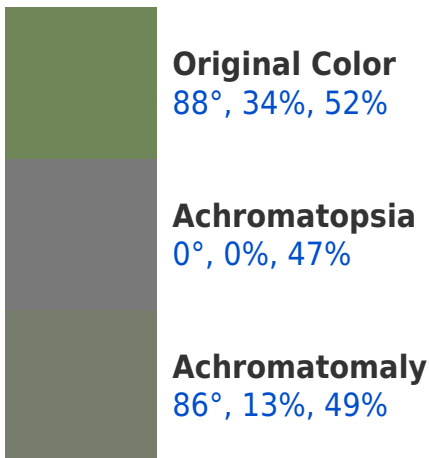 Original Color
88°, 34%, 52%
Achromatopsia
0°, 0%, 47%
Achromatomaly
86°, 13%, 49%